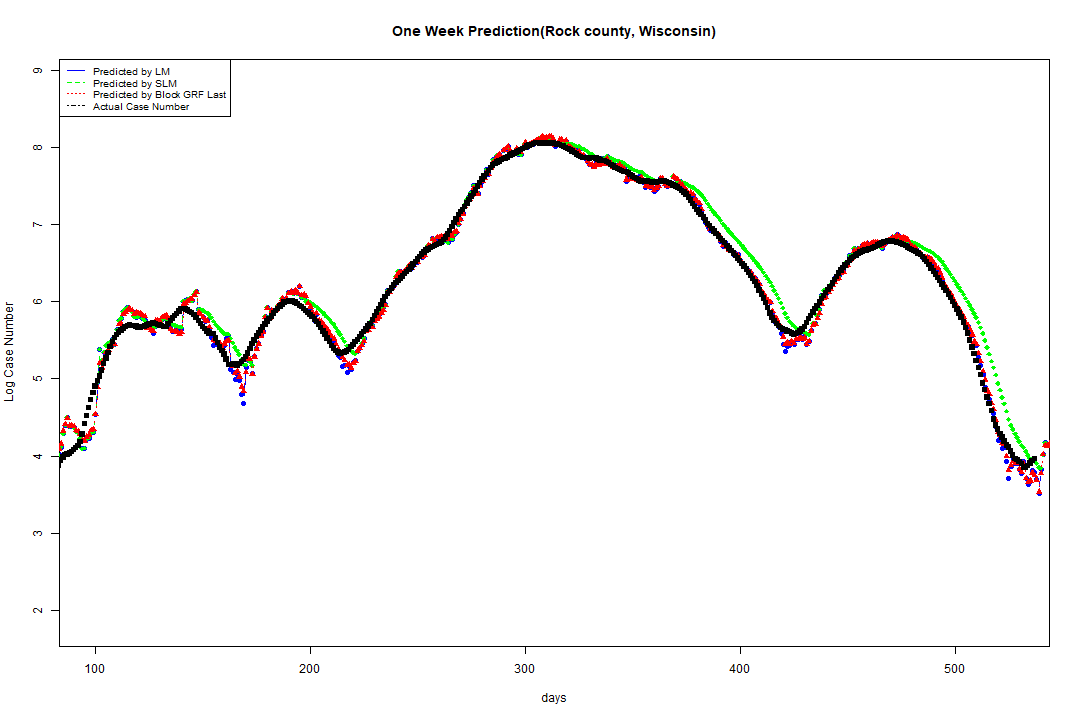 One Week Prediction(Rock county, Wisconsin)
Predicted by LM
Predicted by SLM
Predicted by Block GRF Last
Actual Case Number
Log Case Number
9
8
7
6
5
4
3
2
100 200 300 400 500
days